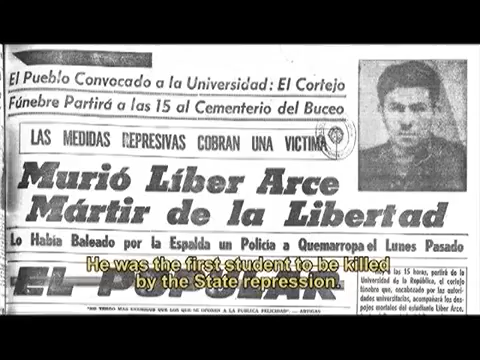 El Pueblo Convocado a la Universidad: El Cortejo
Fúnebre Partirá a las 15 al Cementerio del Buceo
LAS MEDIDAS REPRESIVAS COBRAN UNA VICTIMA
Murió Líber Arce
Mártir de la Libertad
Lo Había Baleado por la Espalda un Policía a Quemarropa el Lunes Pasado
He was the first student to be killed
by the State repression.
EL POPULAR
las 15 horas, partirá de la
Universidad de la República, el cortejo
fúnebre que, encabezado por las auto-
ridades universitarias, acompañará los des-
pojos mortales del estudiante Líber Arce,